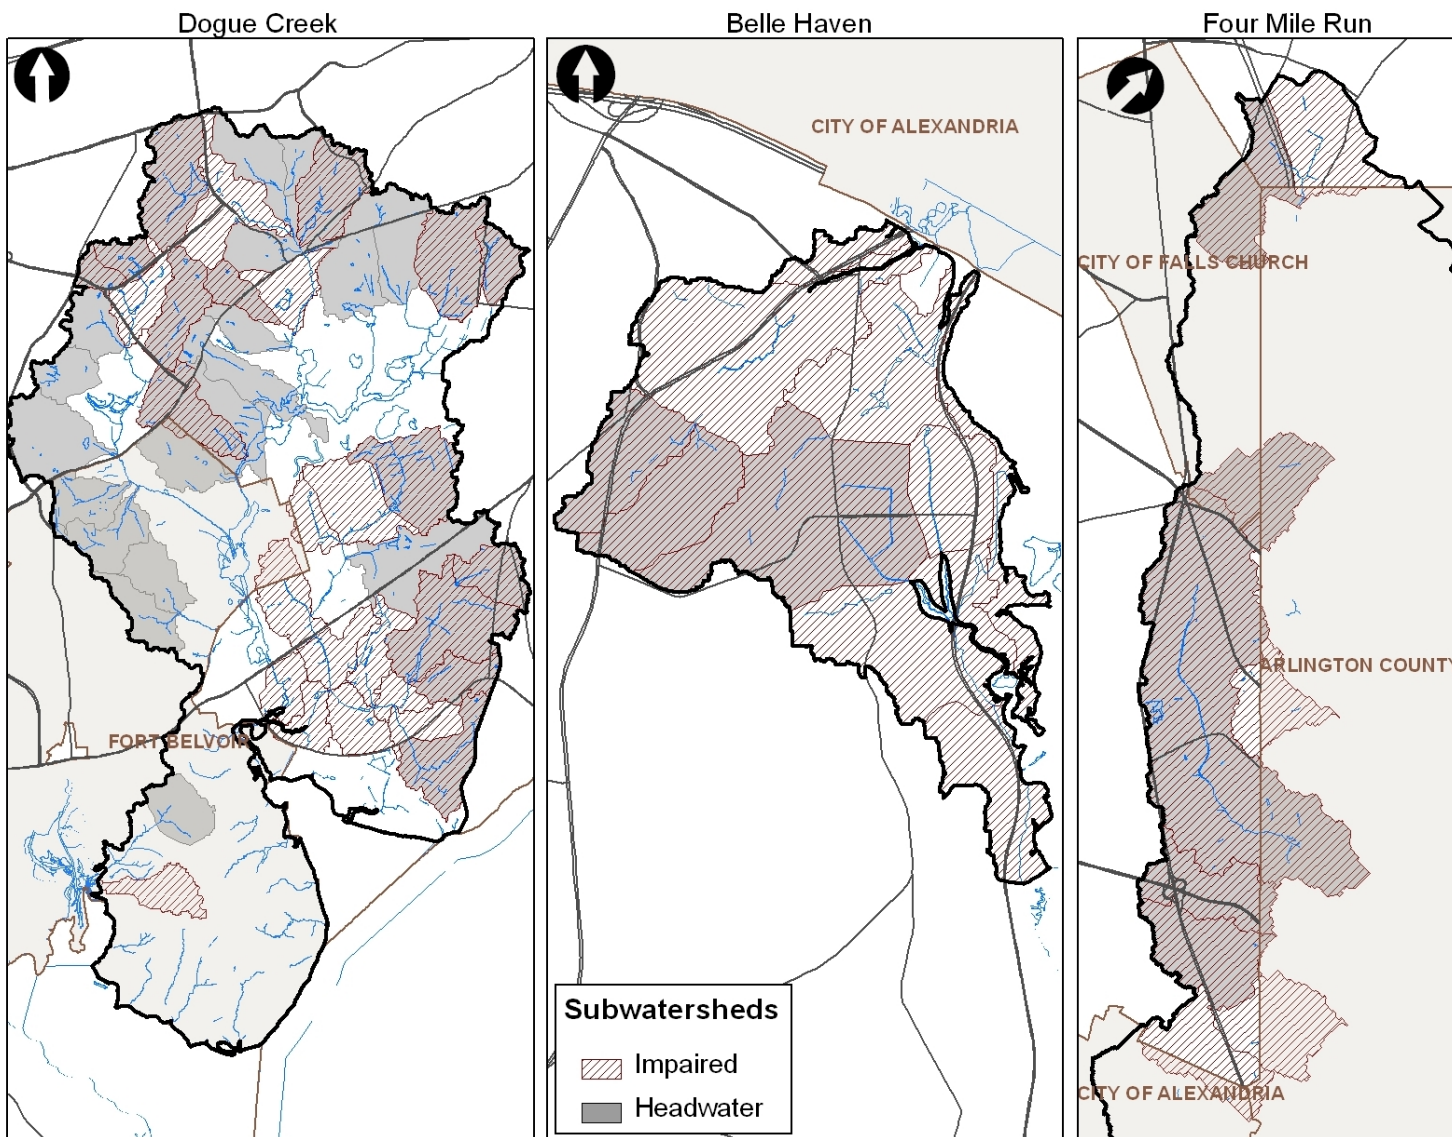 Dogue Creek
Belle Haven
Four Mile Run
CITY OF ALEXANDRIA
CITY OF FALLS CHURCH
ARLINGTON COUNTY
FORT BELVOIR
CITY OF ALEXANDRIA
Subwatersheds
Impaired
Headwater